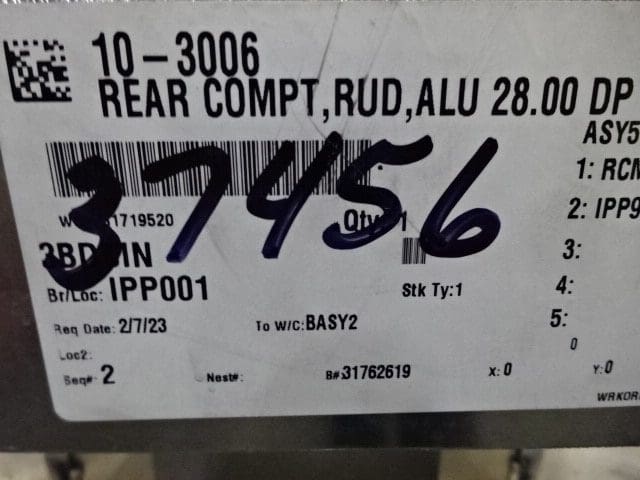 10-3006
REAR COMPT,RUD,ALU 28.00 DP
ASY5
1: RCM
37456
1719520
Qty
1
2: IPP9
3:
Br/Loc: IPP001
Stk Ty:1
4:
Req Date: 2/7/23
To W/C:BASY2
5:
Loc2:
0
Seq#: 2
Nest#:
B#31762619
X:0
Y:0
WRKOR